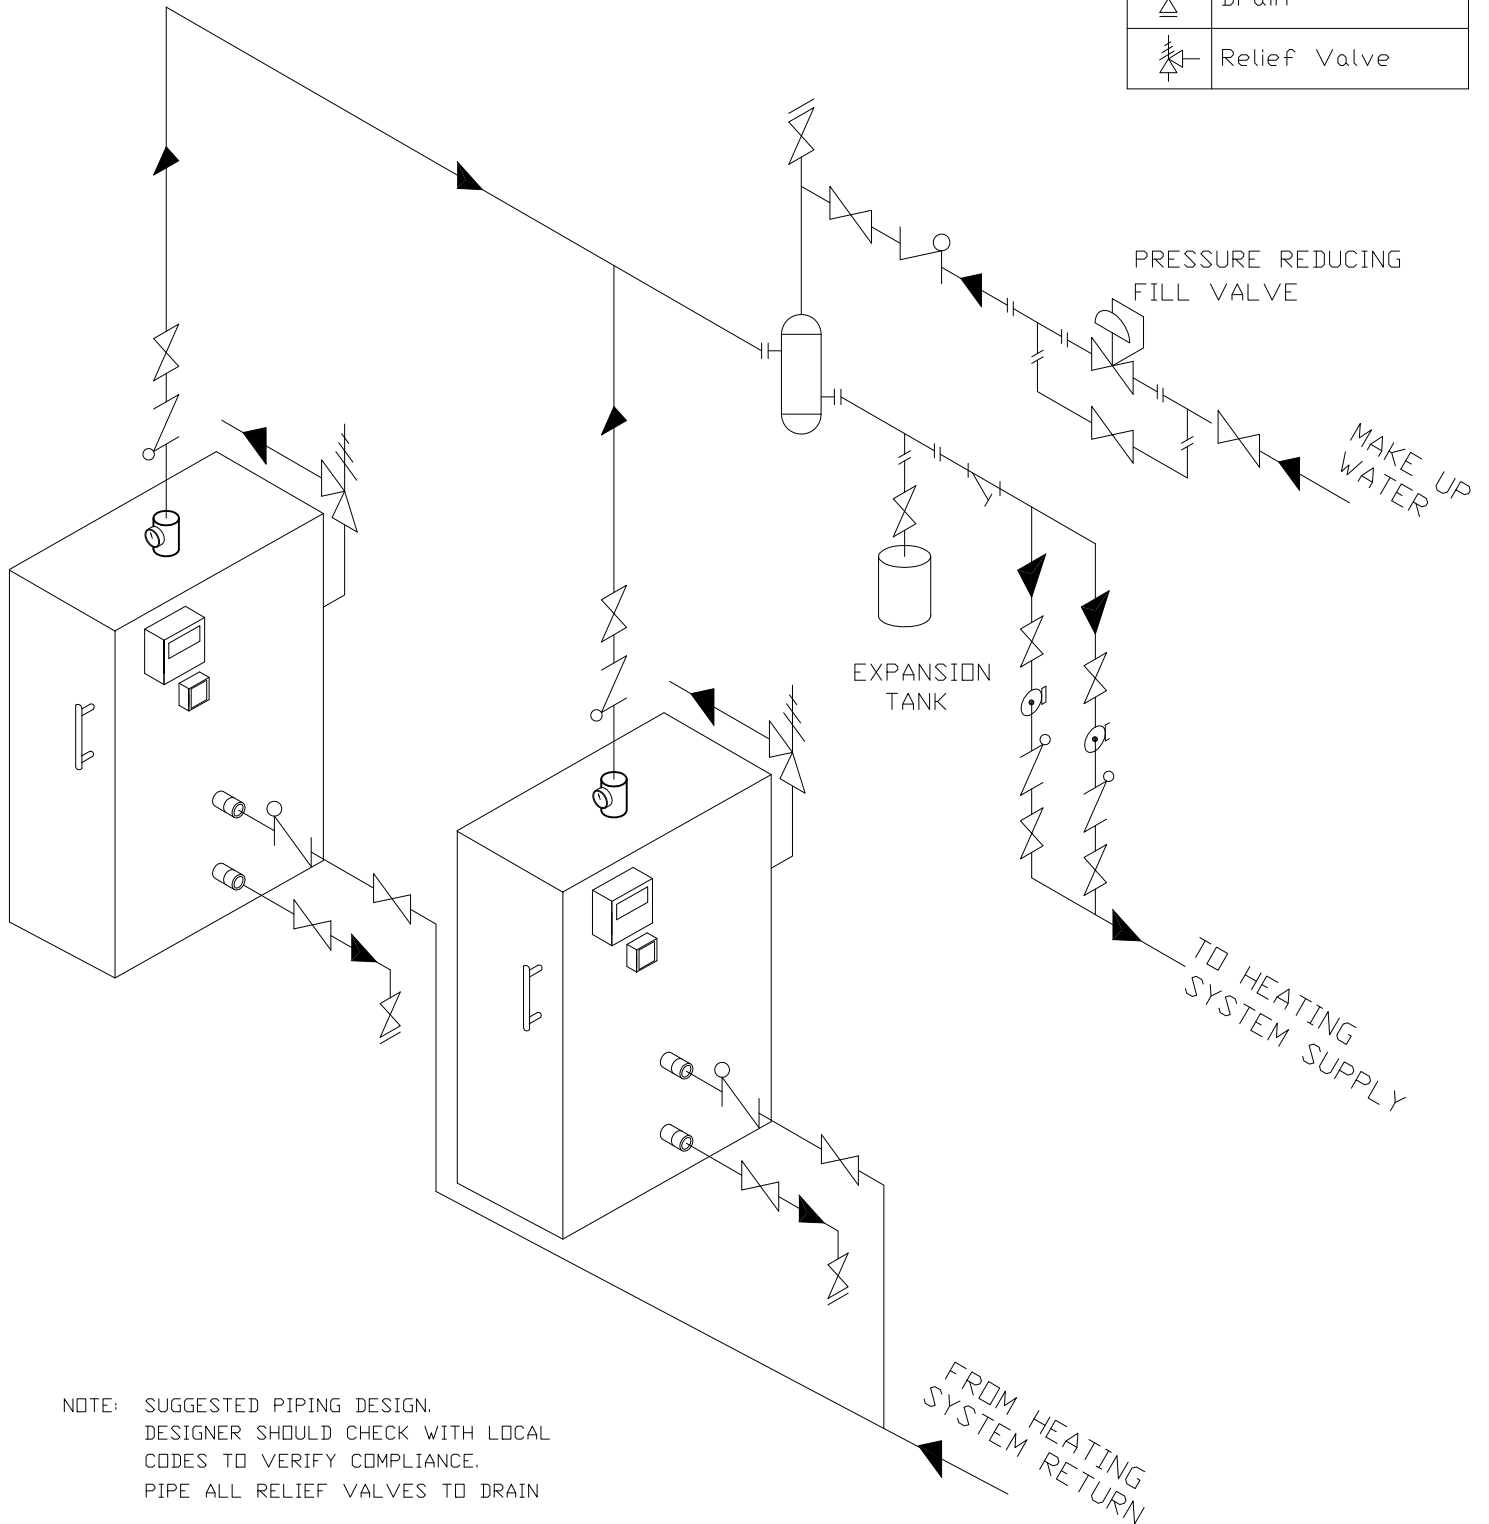 Drain
Relief Valve
PRESSURE REDUCING
FILL VALVE
MAKE UP
WATER
EXPANSION
TANK
TO HEATING
SYSTEM SUPPLY
FROM HEATING
SYSTEM RETURN
NOTE: SUGGESTED PIPING DESIGN.
DESIGNER SHOULD CHECK WITH LOCAL
CODES TO VERIFY COMPLIANCE.
PIPE ALL RELIEF VALVES TO DRAIN